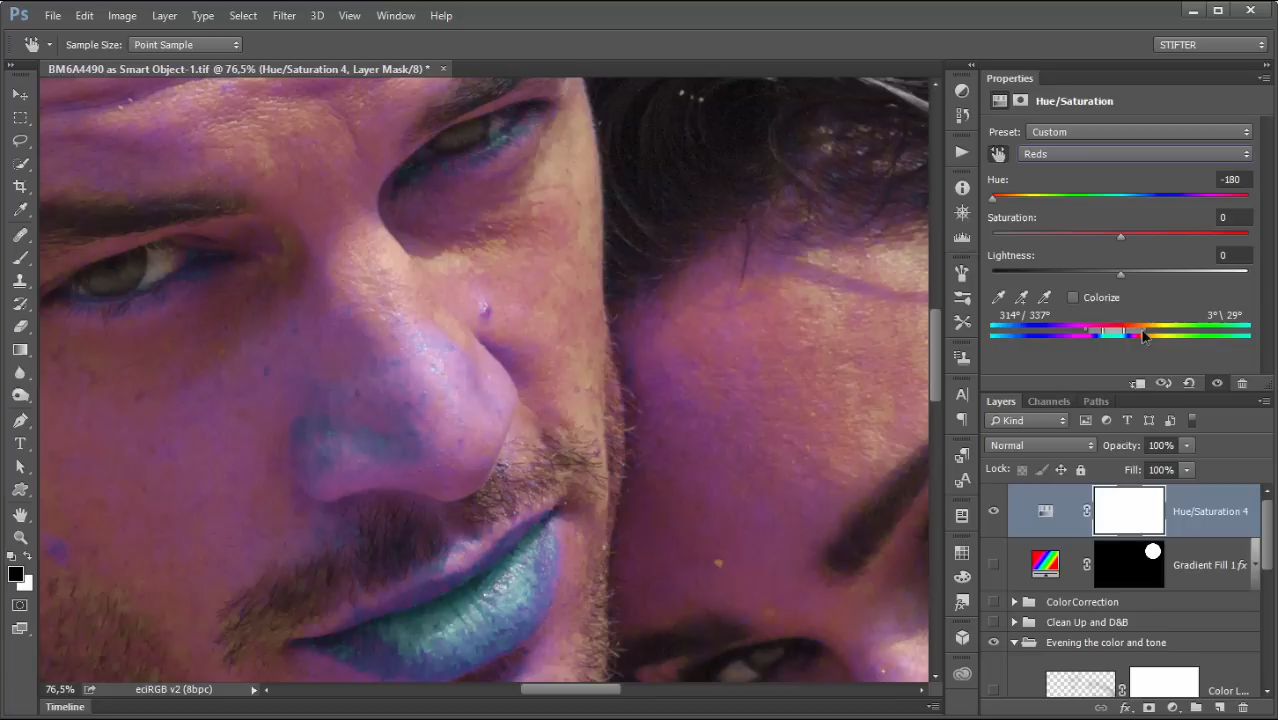 Ps File Edit Image Layer Type Select Filter 3D View Window Help
Sample Size: Point Sample STIFTER
BM6A4490 as Smart Object-1.tif @ 76,5% (Hue/Saturation 4, Layer Mask/8) * ×
Properties
Hue/Saturation
Preset: Custom
Reds
Hue: -180
Saturation: 0
Lightness: 0
Colorize
314°/ 337° 3°\ 29°
Layers Channels Paths
Kind
Normal Opacity: 100%
Lock: Fill: 100%
Hue/Saturation 4
Gradient Fill 1 fx
ColorCorrection
Clean Up and D&B
Evening the color and tone
Color L...
76,5% eciRGB v2 (8bpc)
Timeline